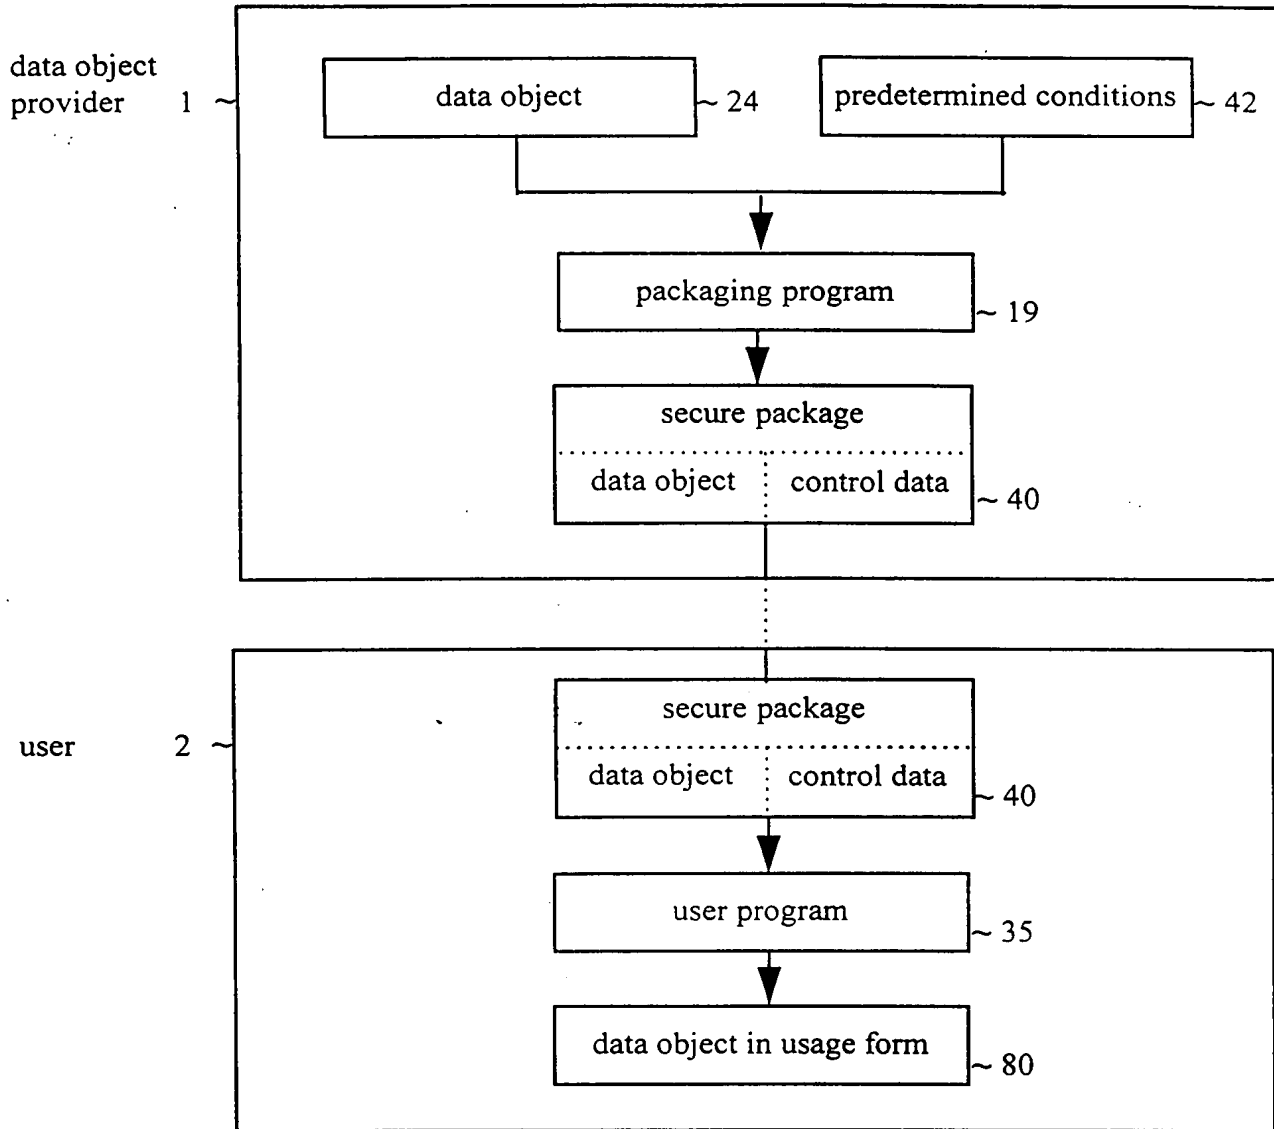 data object
provider 1 ~
data object ~ 24
predetermined conditions ~ 42
packaging program ~ 19
secure package
data object control data ~ 40
user 2 ~
secure package
data object control data ~ 40
user program ~ 35
data object in usage form ~ 80